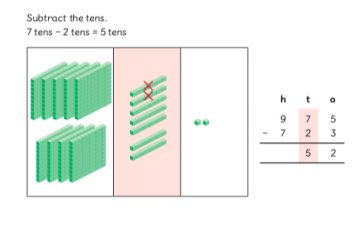 Subtract the tens.
7 tens − 2 tens = 5 tens
h t o
9 7 5
− 7 2 3
5 2